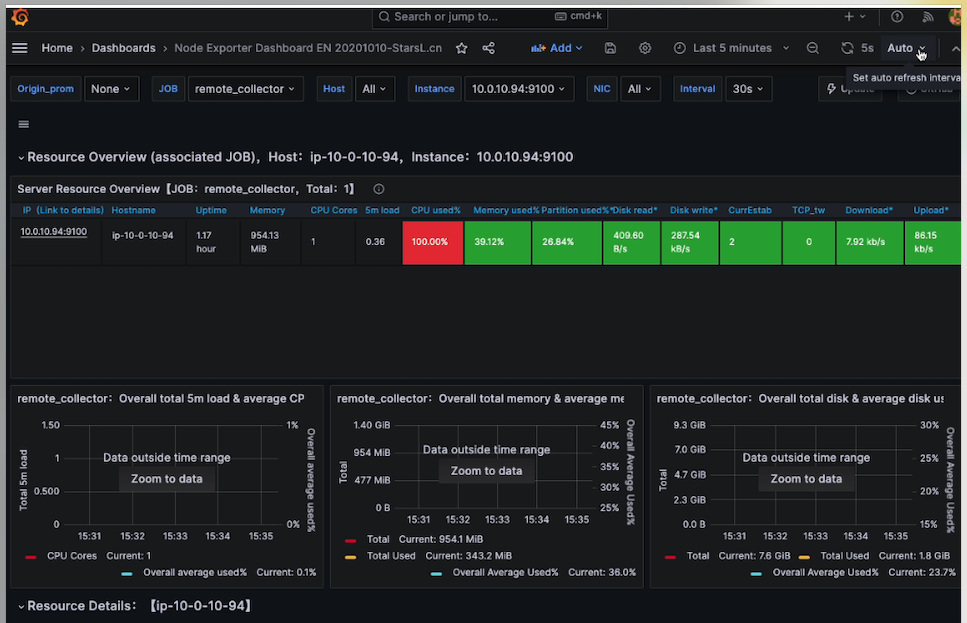 Search or jump to... cmd+k
Home › Dashboards › Node Exporter Dashboard EN 20201010-StarsL.cn Add Last 5 minutes 5s Auto
Set auto refresh interva
Origin_prom None JOB remote_collector Host All Instance 10.0.10.94:9100 NIC All Interval 30s
Resource Overview (associated JOB)，Host：ip-10-0-10-94，Instance：10.0.10.94:9100
Server Resource Overview【JOB：remote_collector，Total：1】
IP（Link to details) Hostname Uptime Memory CPU Cores 5m load CPU used% Memory used% Partition used%*Disk read* Disk write* CurrEstab TCP_tw Download* Upload*
10.0.10.94:9100 ip-10-0-10-94 1.17 hour 954.13 MiB 1 0.36 100.00% 39.12% 26.84% 409.60 B/s 287.54 kB/s 2 0 7.92 kb/s 86.15 kb/s
remote_collector：Overall total 5m load & average CP
1.50
1
0.500
0
Total 5m load
1%
0%
Overall average used%
Data outside time range
Zoom to data
15:31 15:32 15:33 15:34 15:35
CPU Cores Current: 1
Overall average used% Current: 0.1%
remote_collector：Overall total memory & average me
1.40 GiB
954 MiB
477 MiB
0 B
Total
45%
40%
35%
30%
25%
Overall Average Used%
Data outside time range
Zoom to data
15:31 15:32 15:33 15:34 15:35
Total Current: 954.1 MiB
Total Used Current: 343.2 MiB
Overall Average Used% Current: 36.0%
remote_collector：Overall total disk & average disk us
9.3 GiB
7.0 GiB
4.7 GiB
2.3 GiB
0.0 B
Total
30%
25%
20%
15%
Overall Average Used%
Data outside time range
Zoom to data
15:31 15:32 15:33 15:34 15:35
Total Current: 7.6 GiB Total Used Current: 1.8 GiB
Overall Average Used% Current: 23.7%
Resource Details：【ip-10-0-10-94】